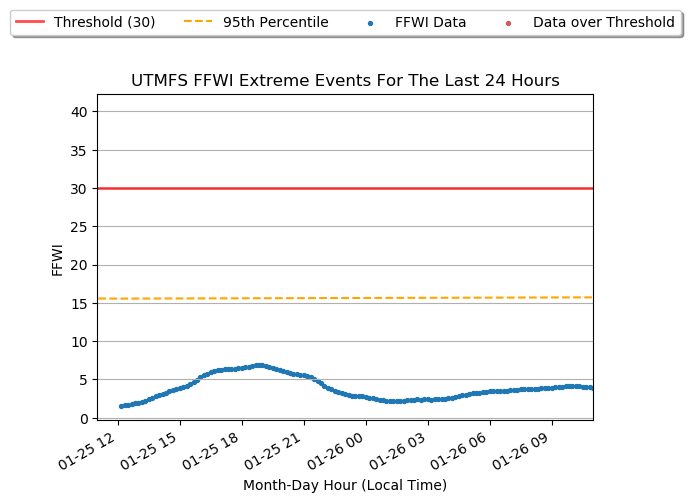 Threshold (30) 95th Percentile FFWI Data Data over Threshold
UTMFS FFWI Extreme Events For The Last 24 Hours
40
35
30
25
20
15
10
5
0
FFWI
01-25 12 01-25 15 01-25 18 01-25 21 01-26 00 01-26 03 01-26 06 01-26 09
Month-Day Hour (Local Time)